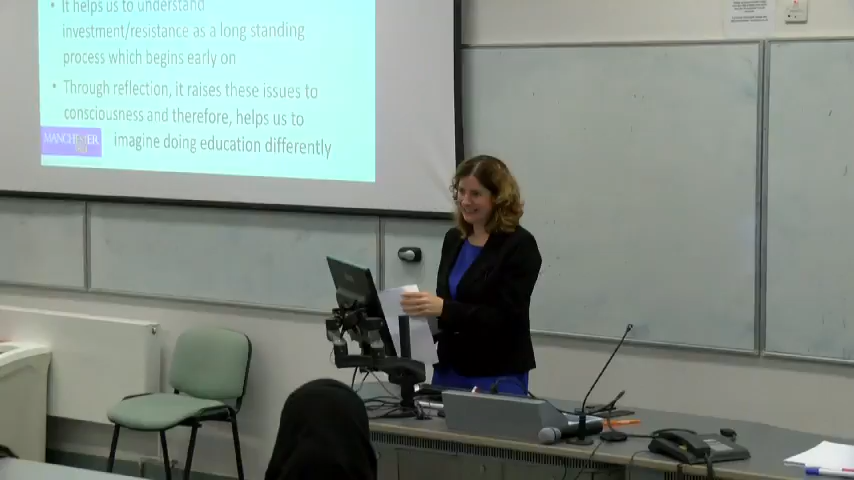 • It helps us to understand
investment/resistance as a long standing
process which begins early on
• Through reflection, it raises these issues to
consciousness and therefore, helps us to
imagine doing education differently
MANCHESTER